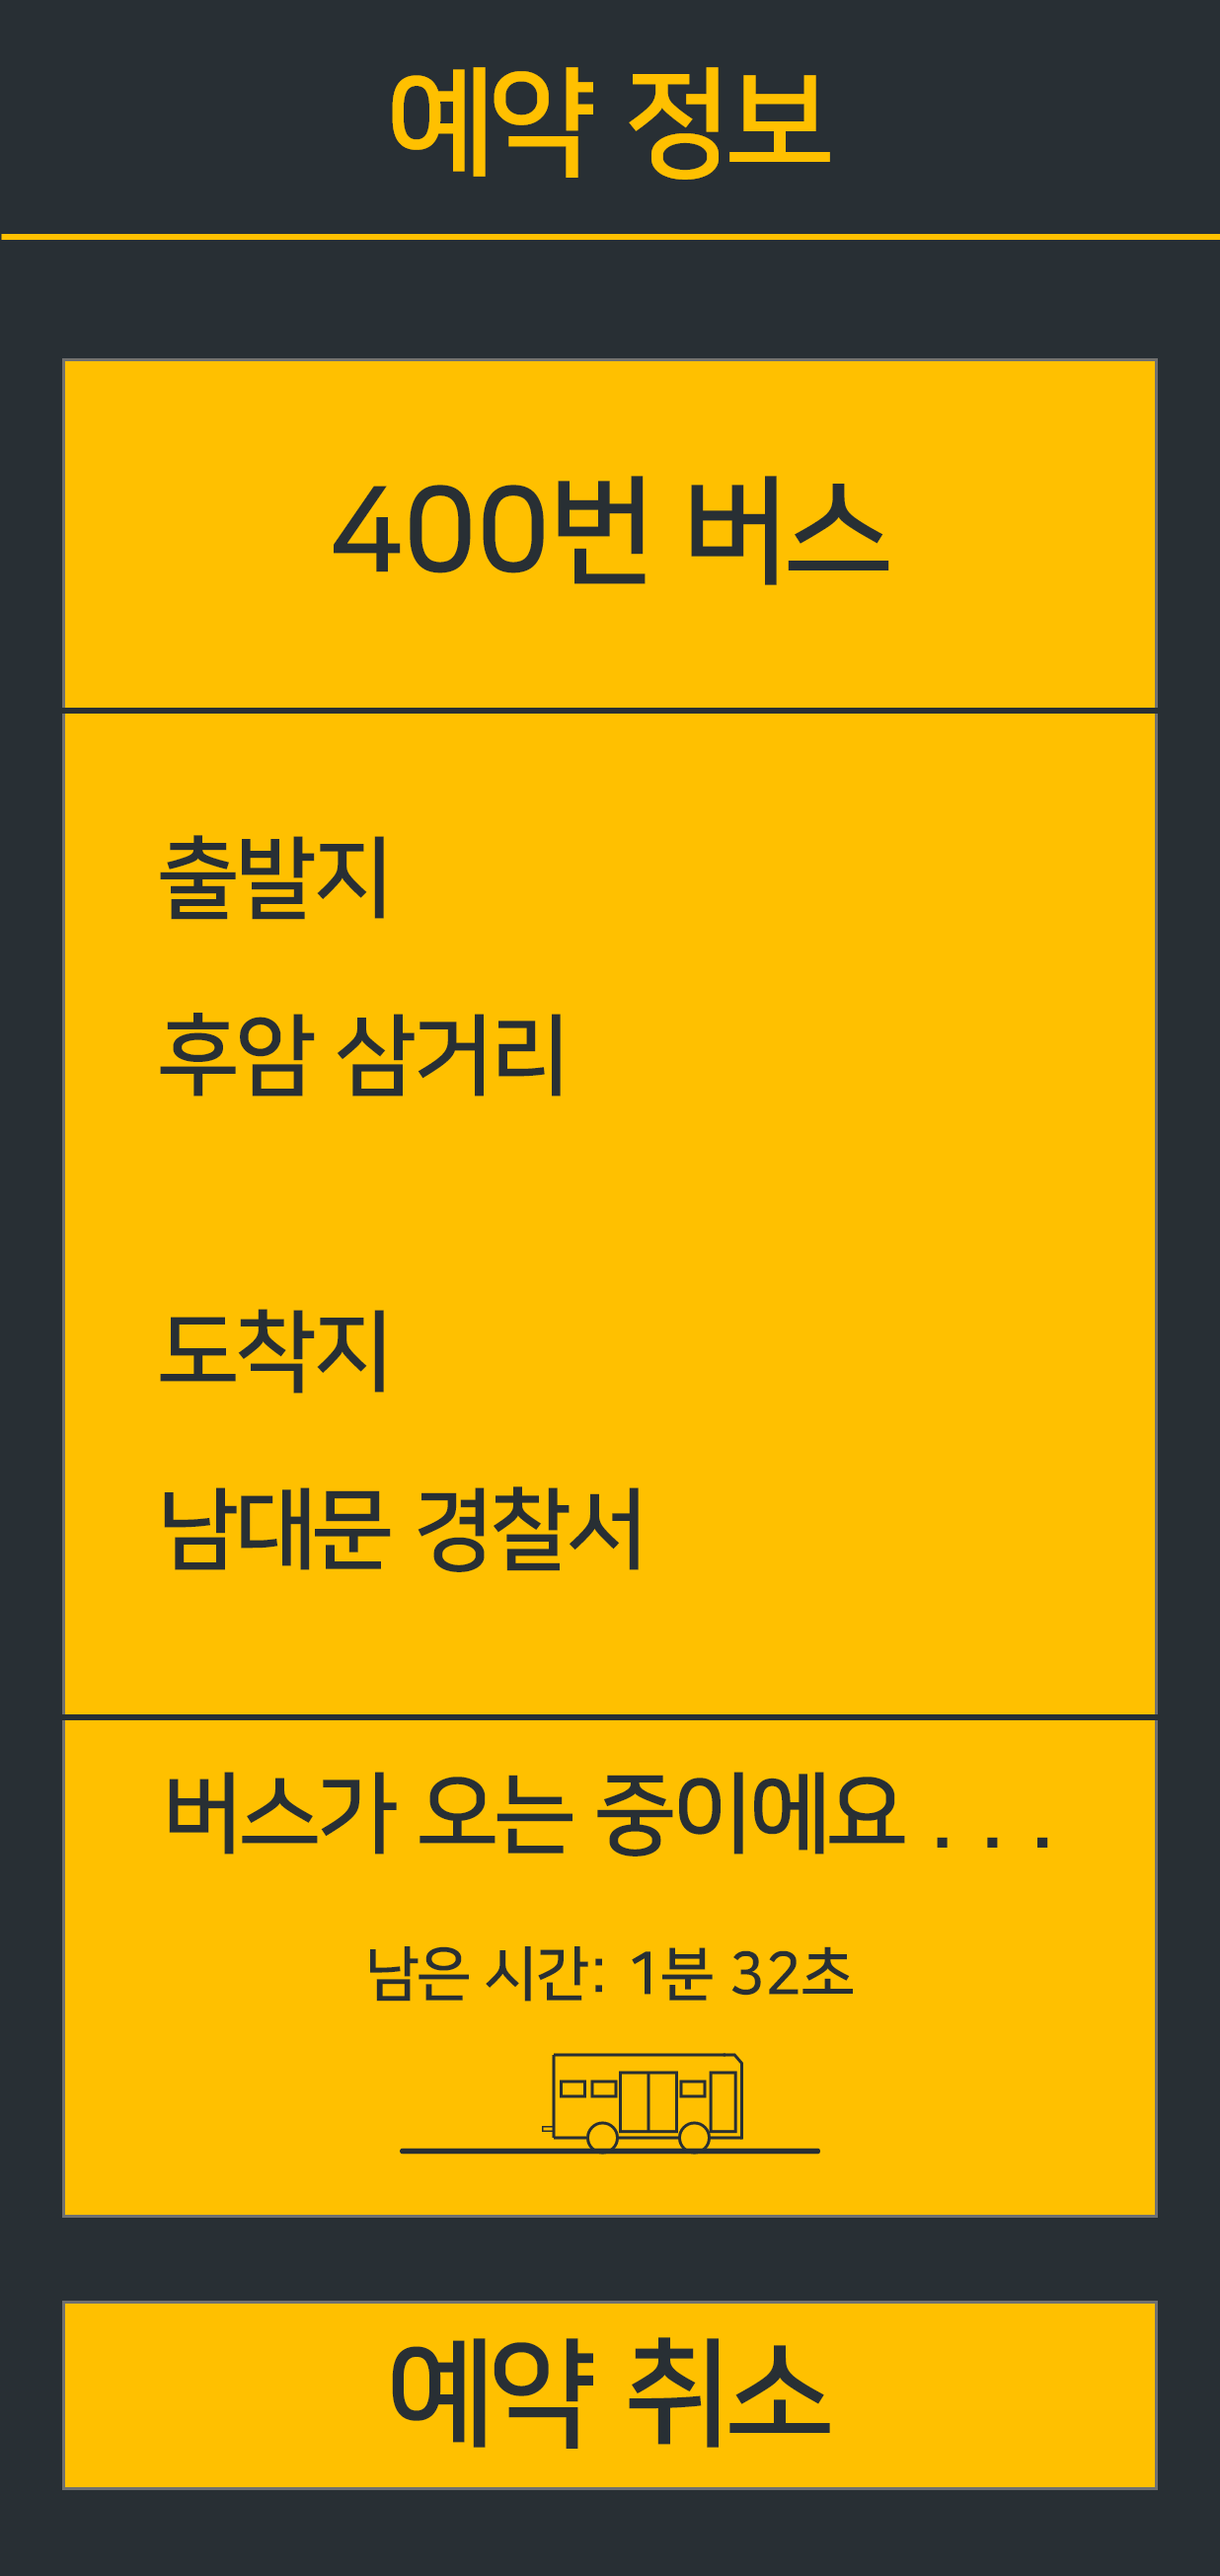 예약 정보
400번 버스
출발지
후암 삼거리
도착지
남대문 경찰서
버스가 오는 중이에요 . . .
남은 시간: 1분 32초
예약 취소